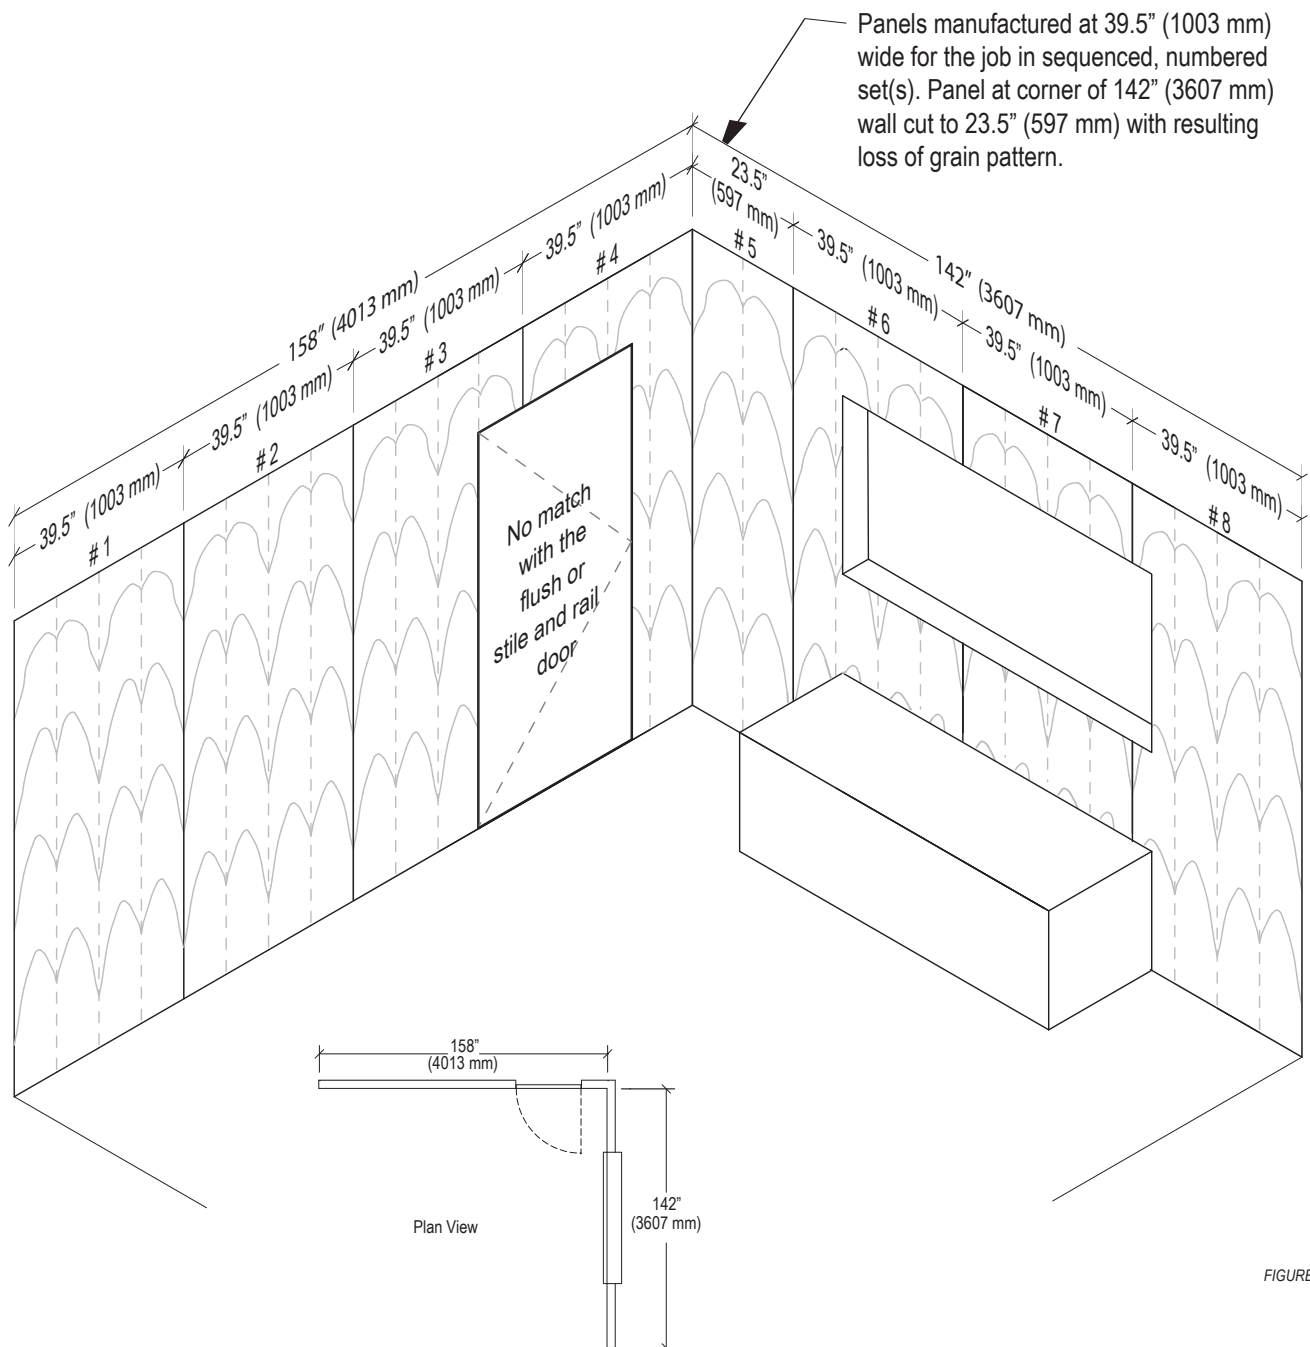 Panels manufactured at 39.5” (1003 mm)
wide for the job in sequenced, numbered
set(s). Panel at corner of 142” (3607 mm)
wall cut to 23.5” (597 mm) with resulting
loss of grain pattern.
158” (4013 mm)
142” (3607 mm)
39.5” (1003 mm)
# 1
39.5” (1003 mm)
# 2
39.5” (1003 mm)
# 3
39.5” (1003 mm)
# 4
23.5”
(597 mm)
# 5
39.5” (1003 mm)
# 6
39.5” (1003 mm)
# 7
39.5” (1003 mm)
# 8
No match
with the
flush or
stile and rail
door
158”
(4013 mm)
142”
(3607 mm)
Plan View
FIGURE